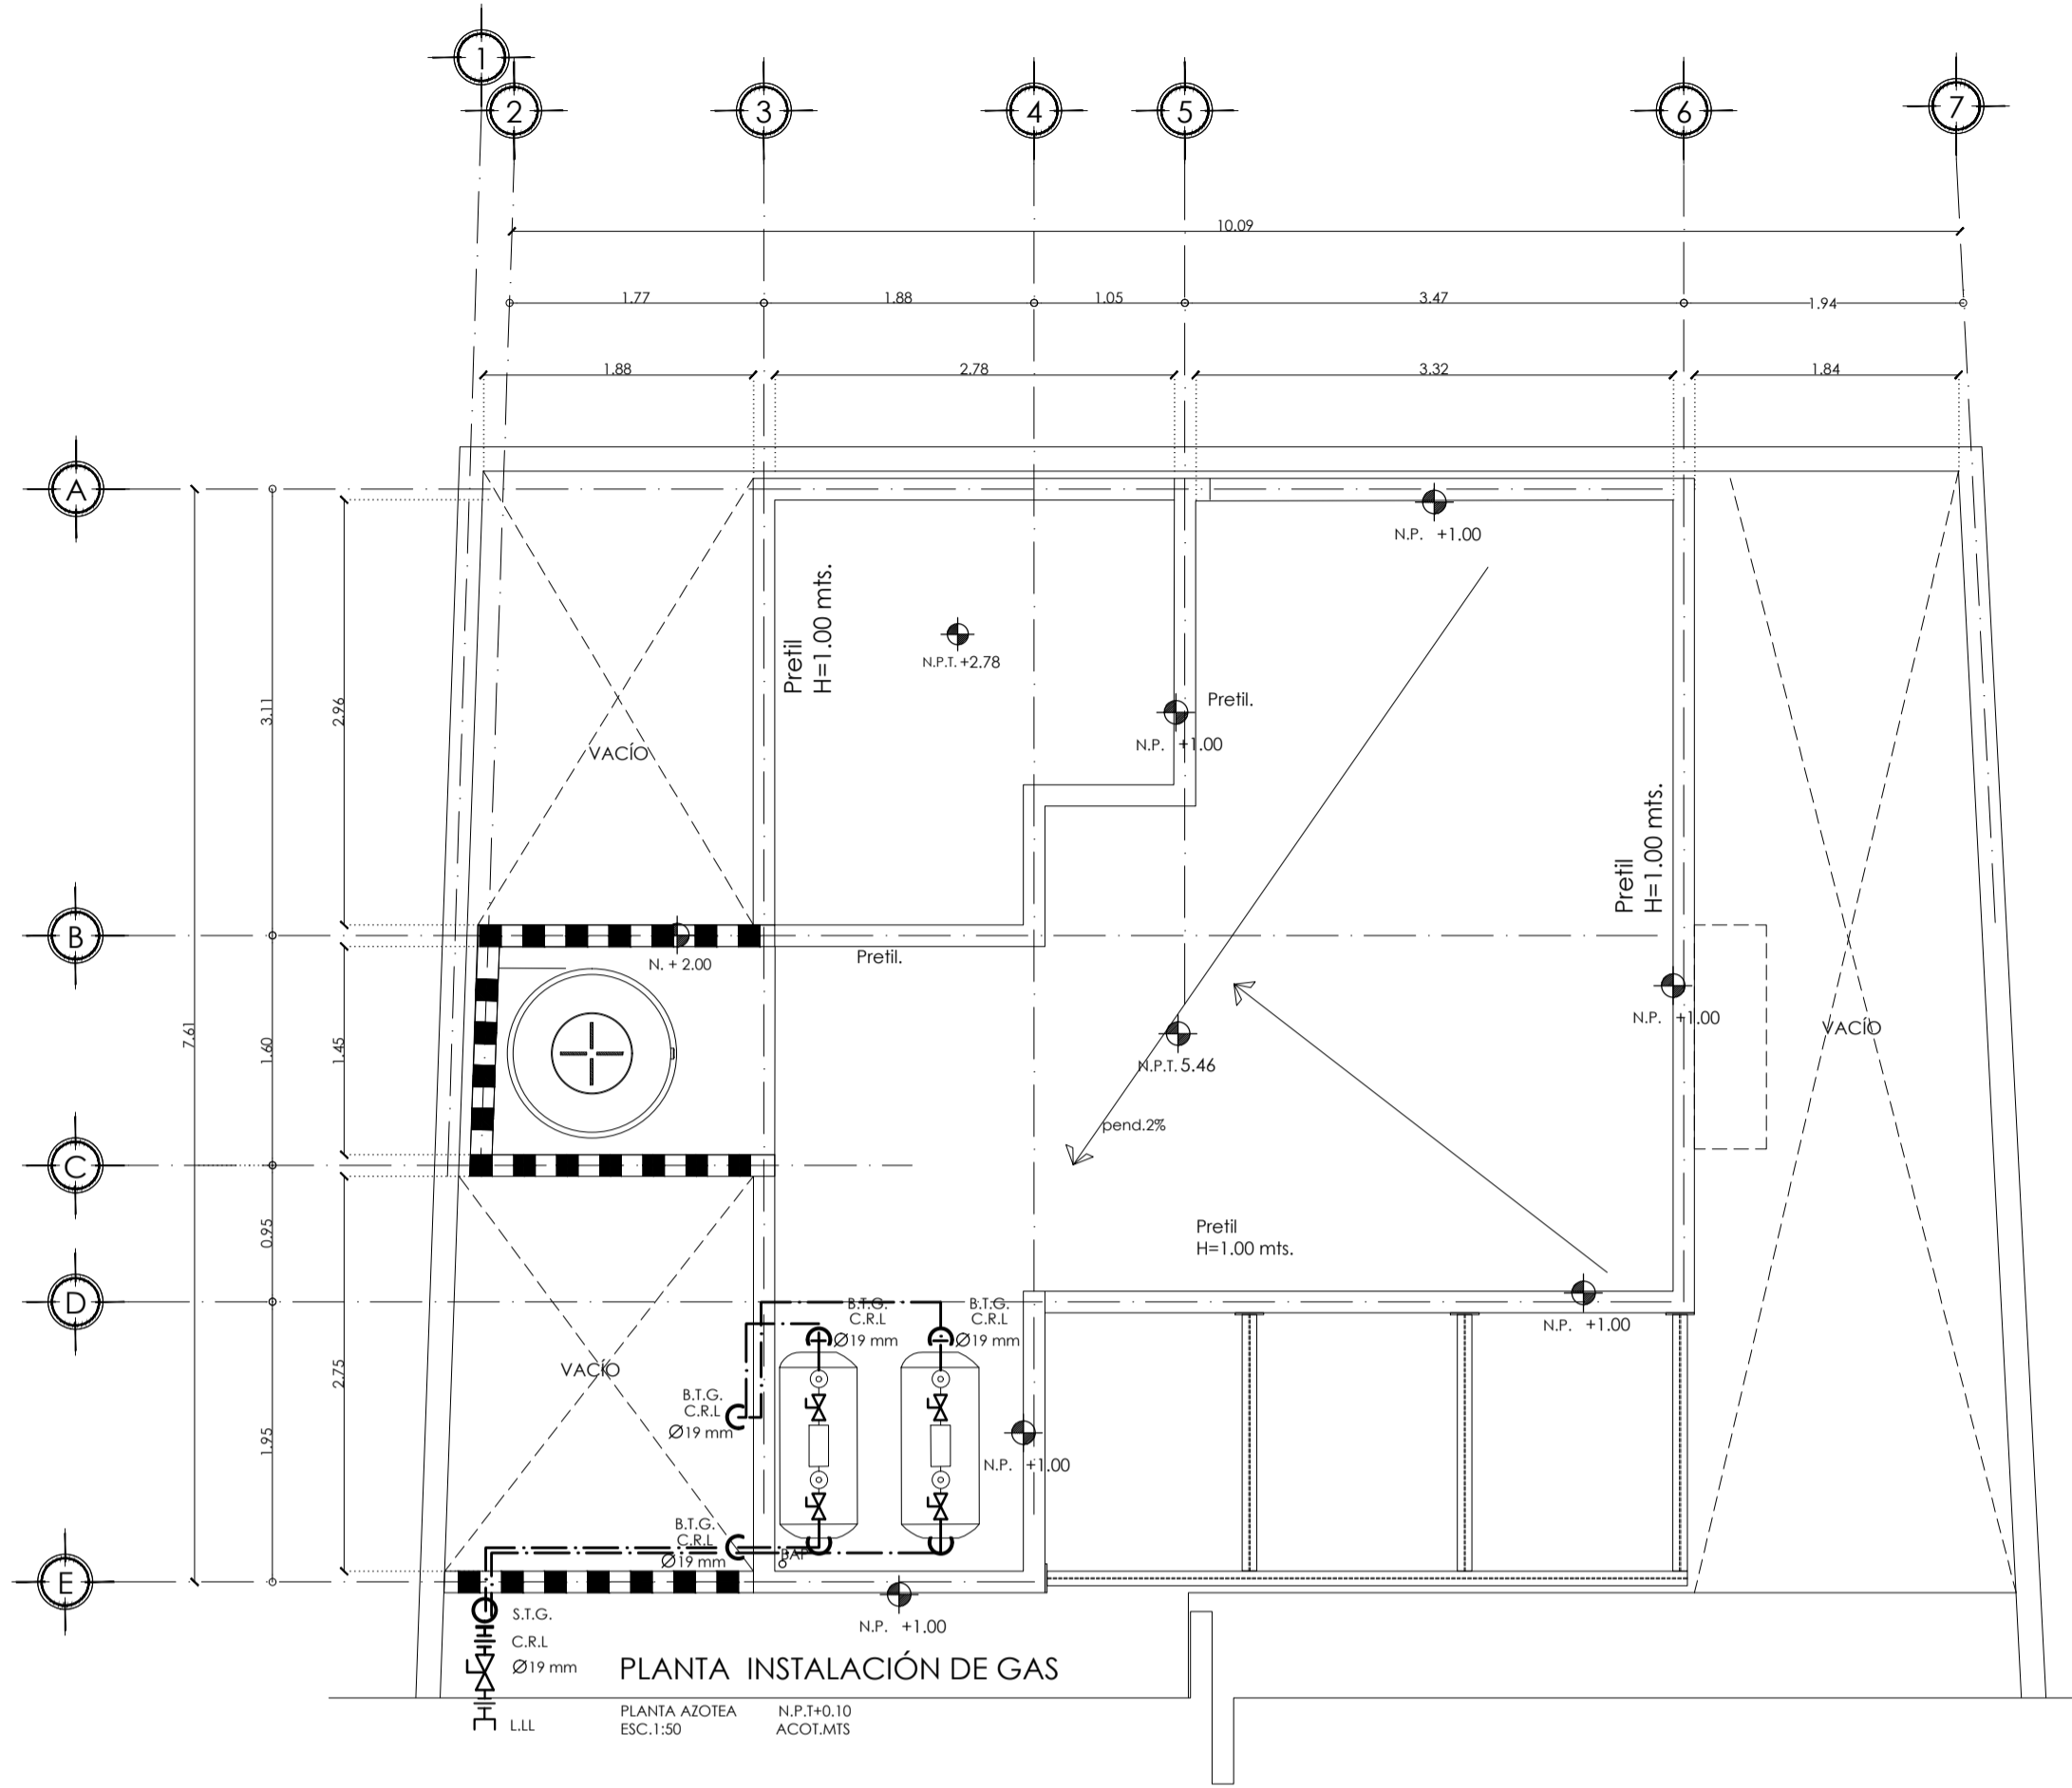 1
2
3
4
5
6
7
10.09
1.77
1.88
1.05
3.47
1.94
1.88
2.78
3.32
1.84
A
N.P. +1.00
Pretil
H=1.00 mts.
N.P.T. +2.78
3.11
2.96
Pretil.
N.P. +1.00
VACÍO
Pretil
H=1.00 mts.
B
Pretil.
N. + 2.00
N.P. +1.00
VACÍO
7.61
1.60
1.45
N.P.T. 5.46
pend.2%
C
0.95
Pretil
H=1.00 mts.
D
B.T.G.
C.R.L
Ø19 mm
B.T.G.
C.R.L
Ø19 mm
N.P. +1.00
2.75
VACÍO
B.T.G.
C.R.L
Ø19 mm
1.95
N.P. +1.00
B.T.G.
C.R.L
Ø19 mm
BAP
E
S.T.G.
C.R.L
Ø19 mm
L.LL
N.P. +1.00
PLANTA INSTALACIÓN DE GAS
PLANTA AZOTEA N.P.T+0.10
ESC.1:50 ACOT.MTS